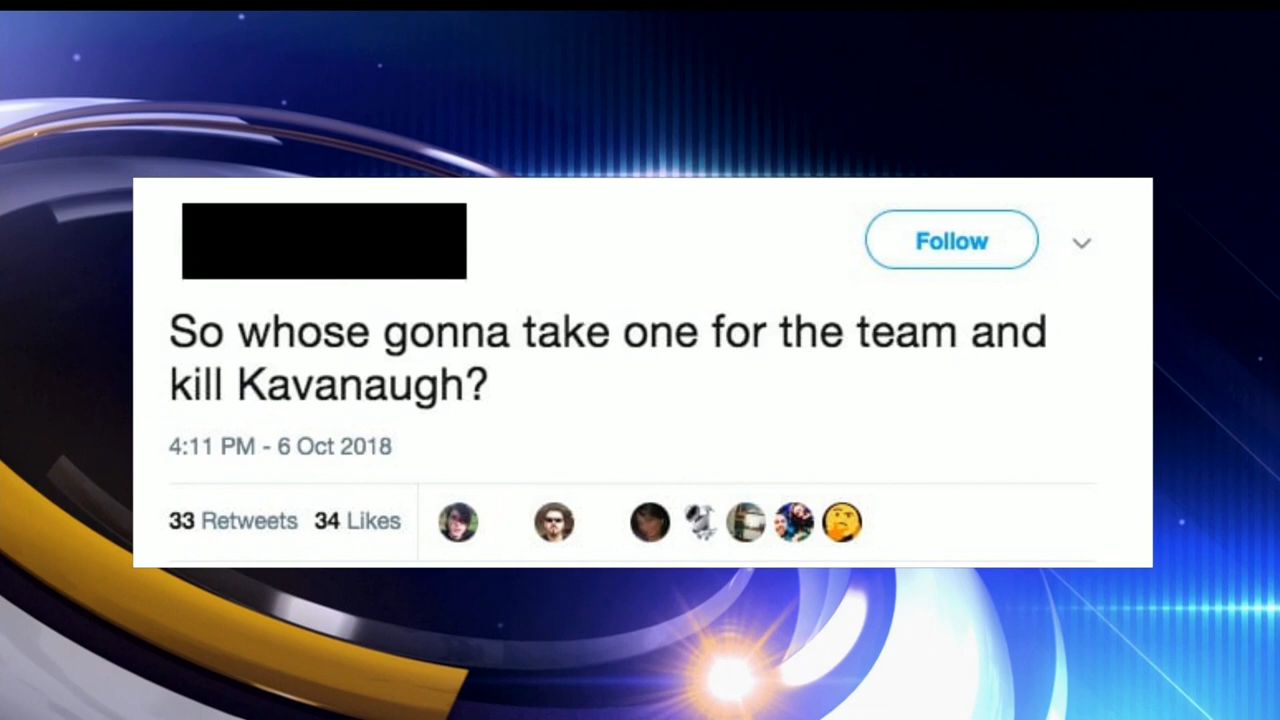 Follow
So whose gonna take one for the team and
kill Kavanaugh?
4:11 PM - 6 Oct 2018
33 Retweets 34 Likes